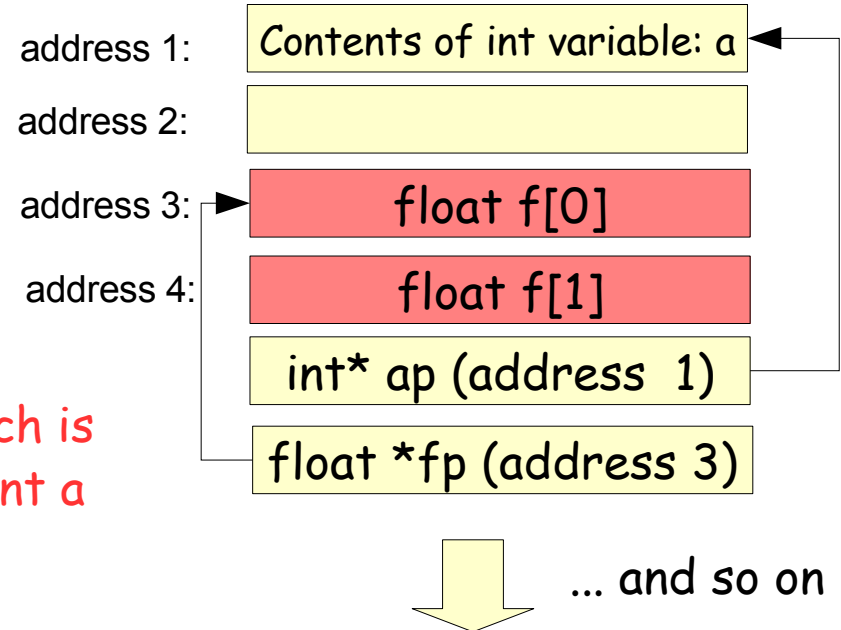 address 1:
Contents of int variable: a
address 2:
address 3:
float f[0]
address 4:
float f[1]
int* ap (address 1)
ch is
float *fp (address 3)
nt a
... and so on